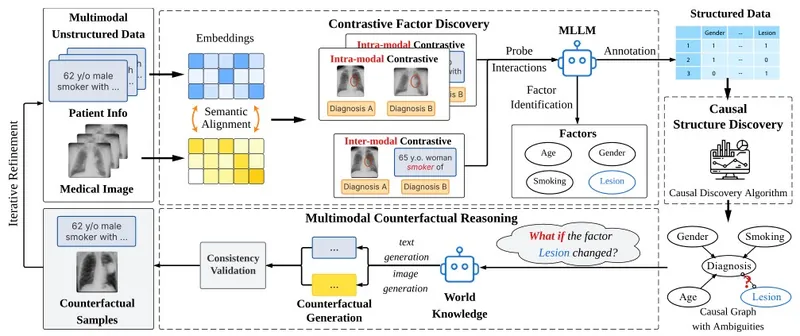 Multimodal
Unstructured Data
62 y/o male
smoker with ...
Patient Info
Medical Image
Iterative Refinement
Contrastive Factor Discovery
Embeddings
Semantic
Alignment
Intra-modal Contrastive
Intra-modal Contrastive
Diagnosis A
Diagnosis B
Inter-modal Contrastive
65 y.o. woman
smoker of
Diagnosis A
Diagnosis B
Probe
Interactions
MLLM
Annotation
Factor
Identification
Factors
Age
Gender
Smoking
Lesion
Structured Data
Gender ... Lesion
1 1 -- 1
2 1 -- 0
3 0 -- 1
Causal
Structure Discovery
Causal Discovery Algorithm
Gender
Smoking
Diagnosis
?
Age
Lesion
Causal Graph
with Ambiguities
Multimodal Counterfactual Reasoning
What if the factor
Lesion changed?
World
Knowledge
text
generation
image
generation
...
...
Counterfactual
Generation
Consistency
Validation
62 y/o male
smoker with ...
Counterfactual
Samples